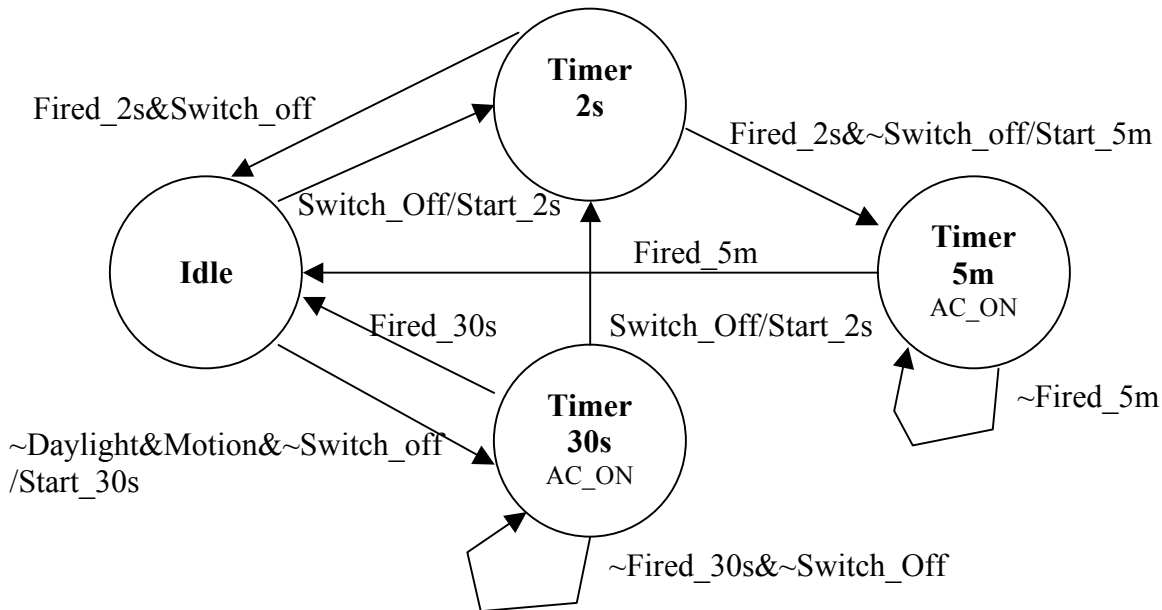 Timer
2s
Fired_2s&Switch_off
Fired_2s&~Switch_off/Start_5m
Switch_Off/Start_2s
Timer
5m
AC_ON
Fired_5m
Idle
Fired_30s
Switch_Off/Start_2s
~Fired_5m
Timer
30s
AC_ON
~Daylight&Motion&~Switch_off
/Start_30s
~Fired_30s&~Switch_Off